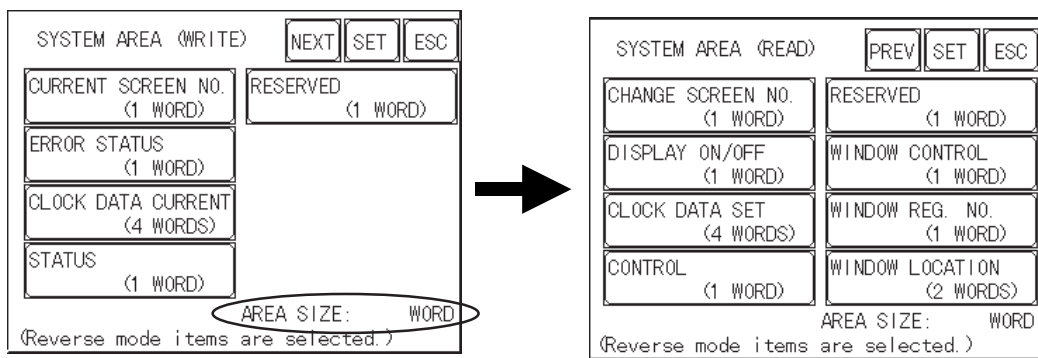 SYSTEM AREA (WRITE)
NEXT SET ESC
CURRENT SCREEN NO.
(1 WORD)
RESERVED
(1 WORD)
ERROR STATUS
(1 WORD)
CLOCK DATA CURRENT
(4 WORDS)
STATUS
(1 WORD)
AREA SIZE: WORD
(Reverse mode items are selected.)
SYSTEM AREA (READ)
PREV SET ESC
CHANGE SCREEN NO.
(1 WORD)
RESERVED
(1 WORD)
DISPLAY ON/OFF
(1 WORD)
WINDOW CONTROL
(1 WORD)
CLOCK DATA SET
(4 WORDS)
WINDOW REG. NO.
(1 WORD)
CONTROL
(1 WORD)
WINDOW LOCATION
(2 WORDS)
AREA SIZE: WORD
(Reverse mode items are selected.)